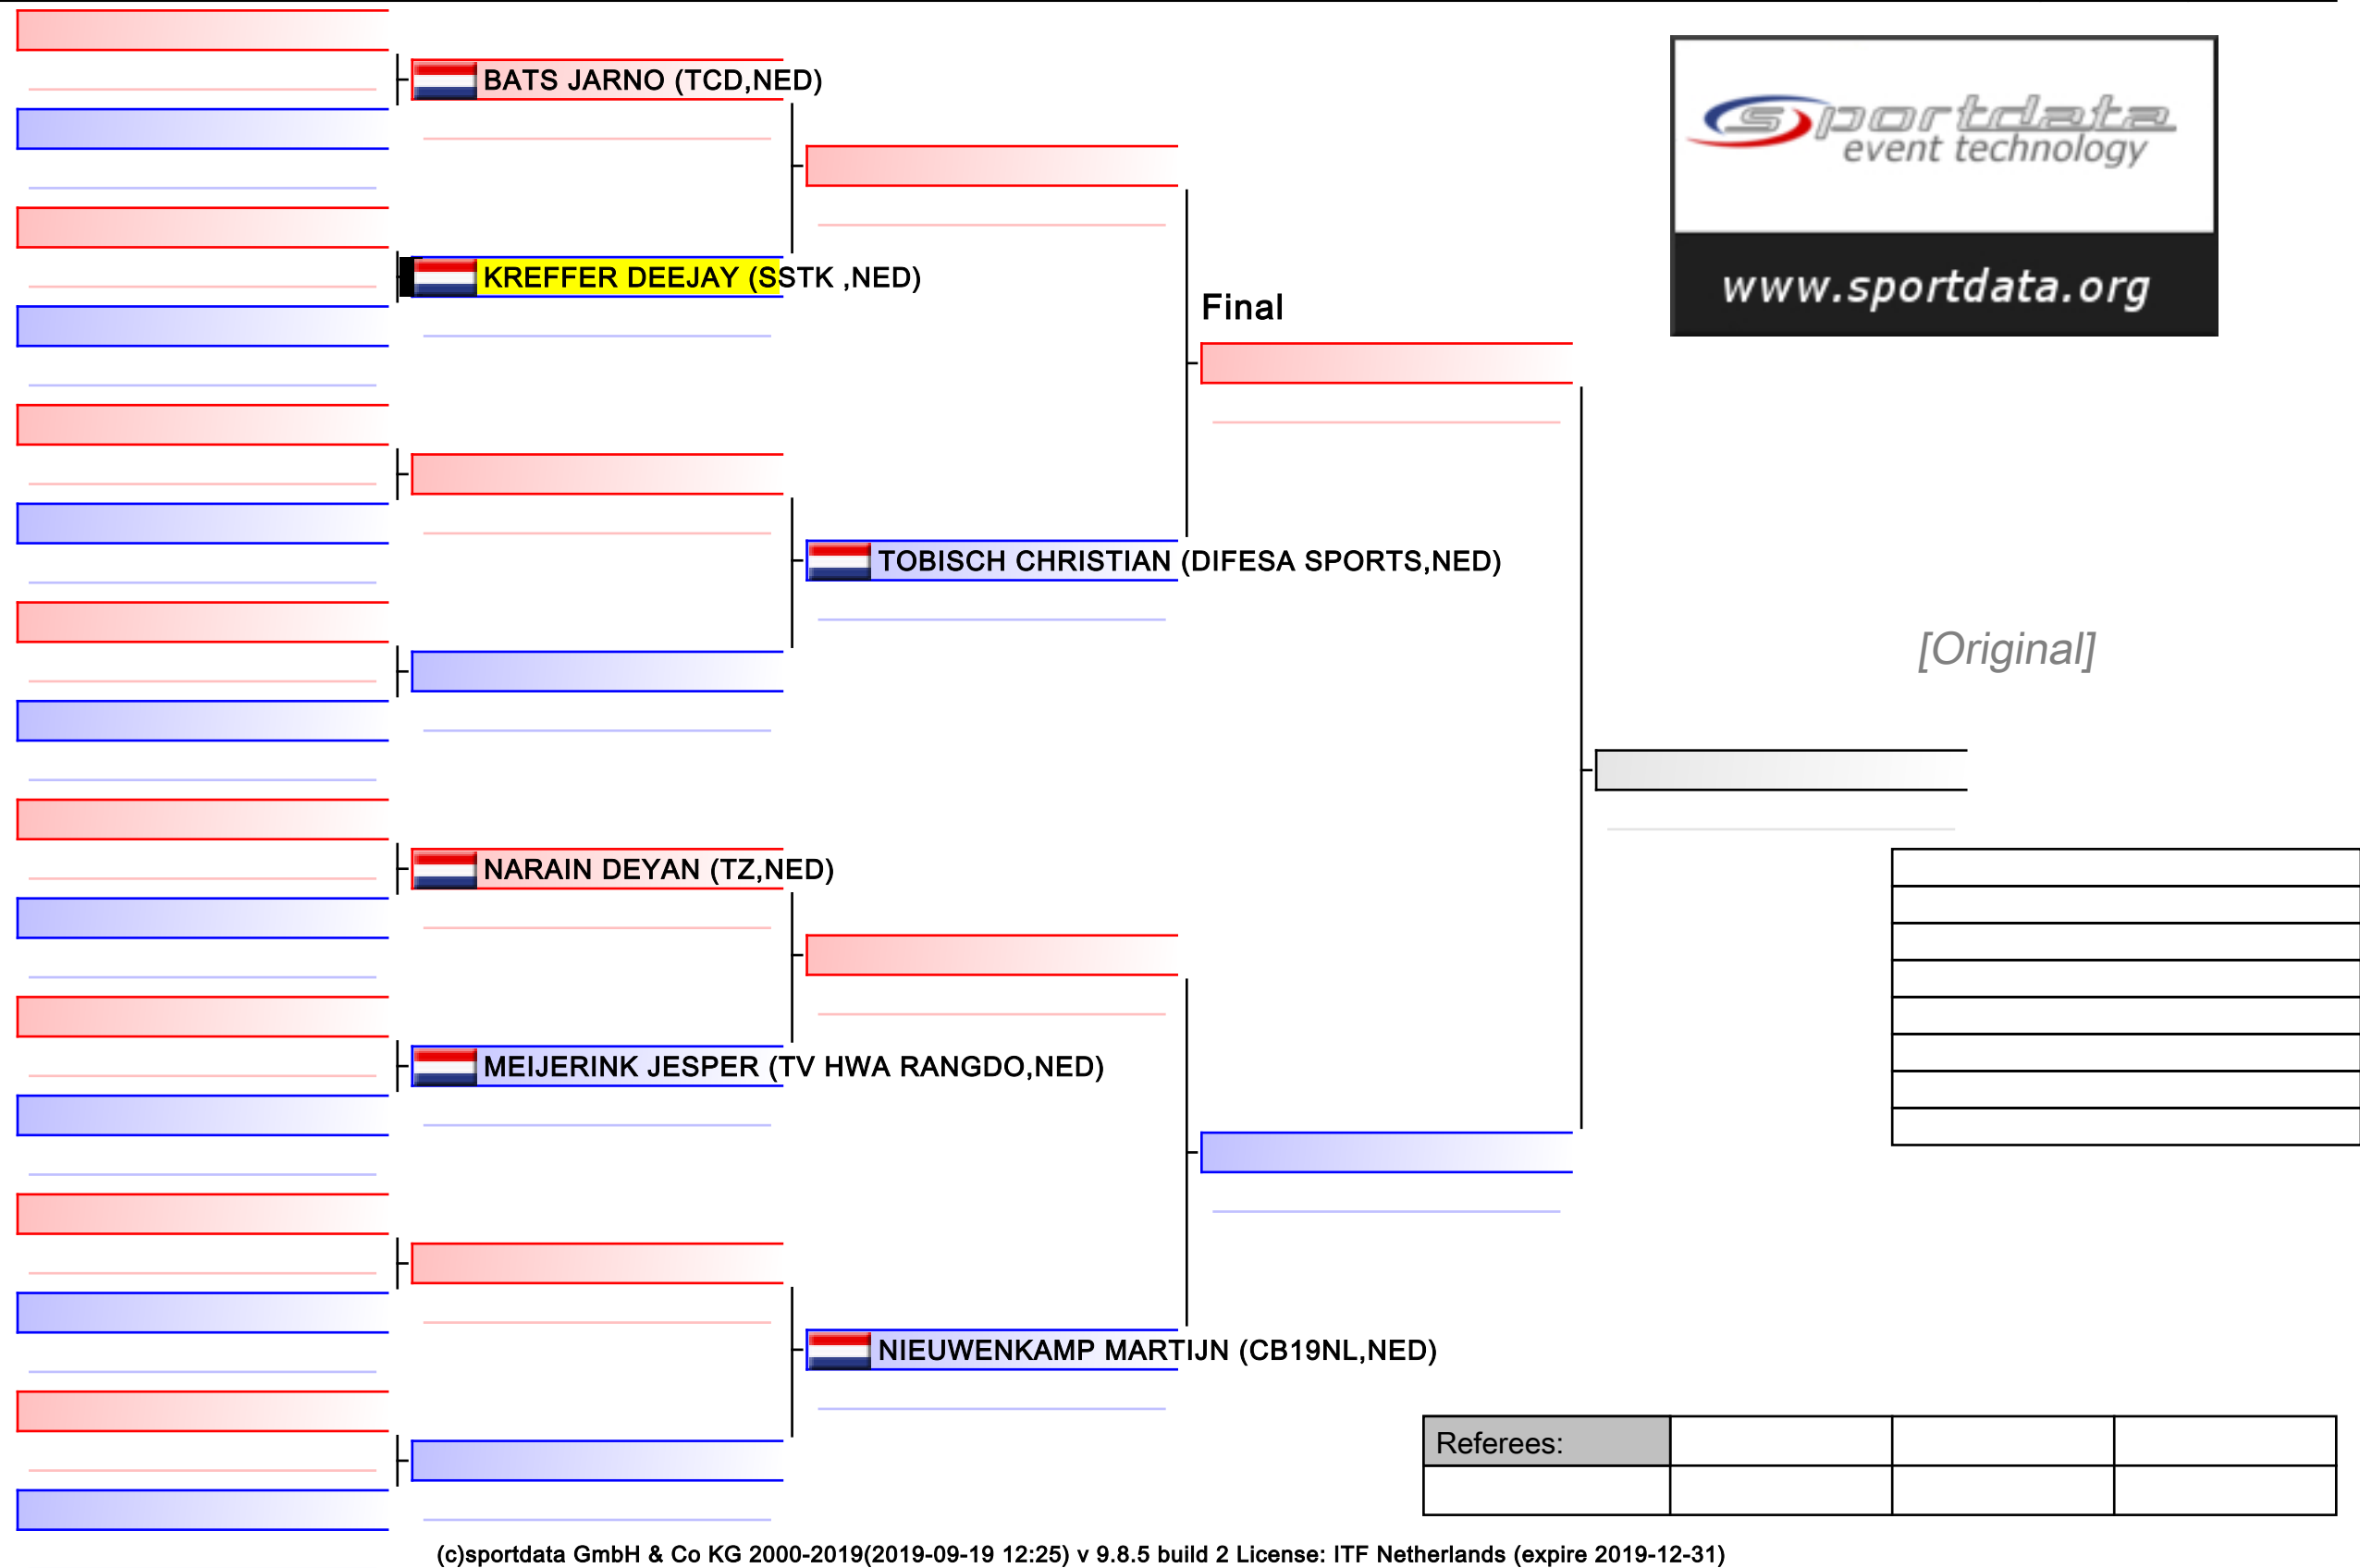 BATS JARNO (TCD,NED)
sportdata
event technology
www.sportdata.org
KREFFER DEEJAY (SSTK ,NED)
Final
TOBISCH CHRISTIAN (DIFESA SPORTS,NED)
[Original]
NARAIN DEYAN (TZ,NED)
MEIJERINK JESPER (TV HWA RANGDO,NED)
NIEUWENKAMP MARTIJN (CB19NL,NED)
Referees:
(c)sportdata GmbH & Co KG 2000-2019(2019-09-19 12:25) v 9.8.5 build 2 License: ITF Netherlands (expire 2019-12-31)